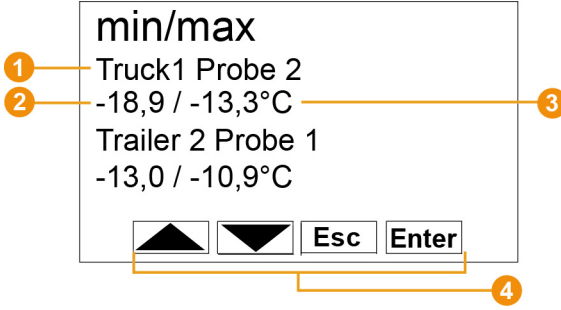 min/max
1 Truck1 Probe 2
2 -18,9 / -13,3°C 3
Trailer 2 Probe 1
-13,0 / -10,9°C
Esc Enter
4